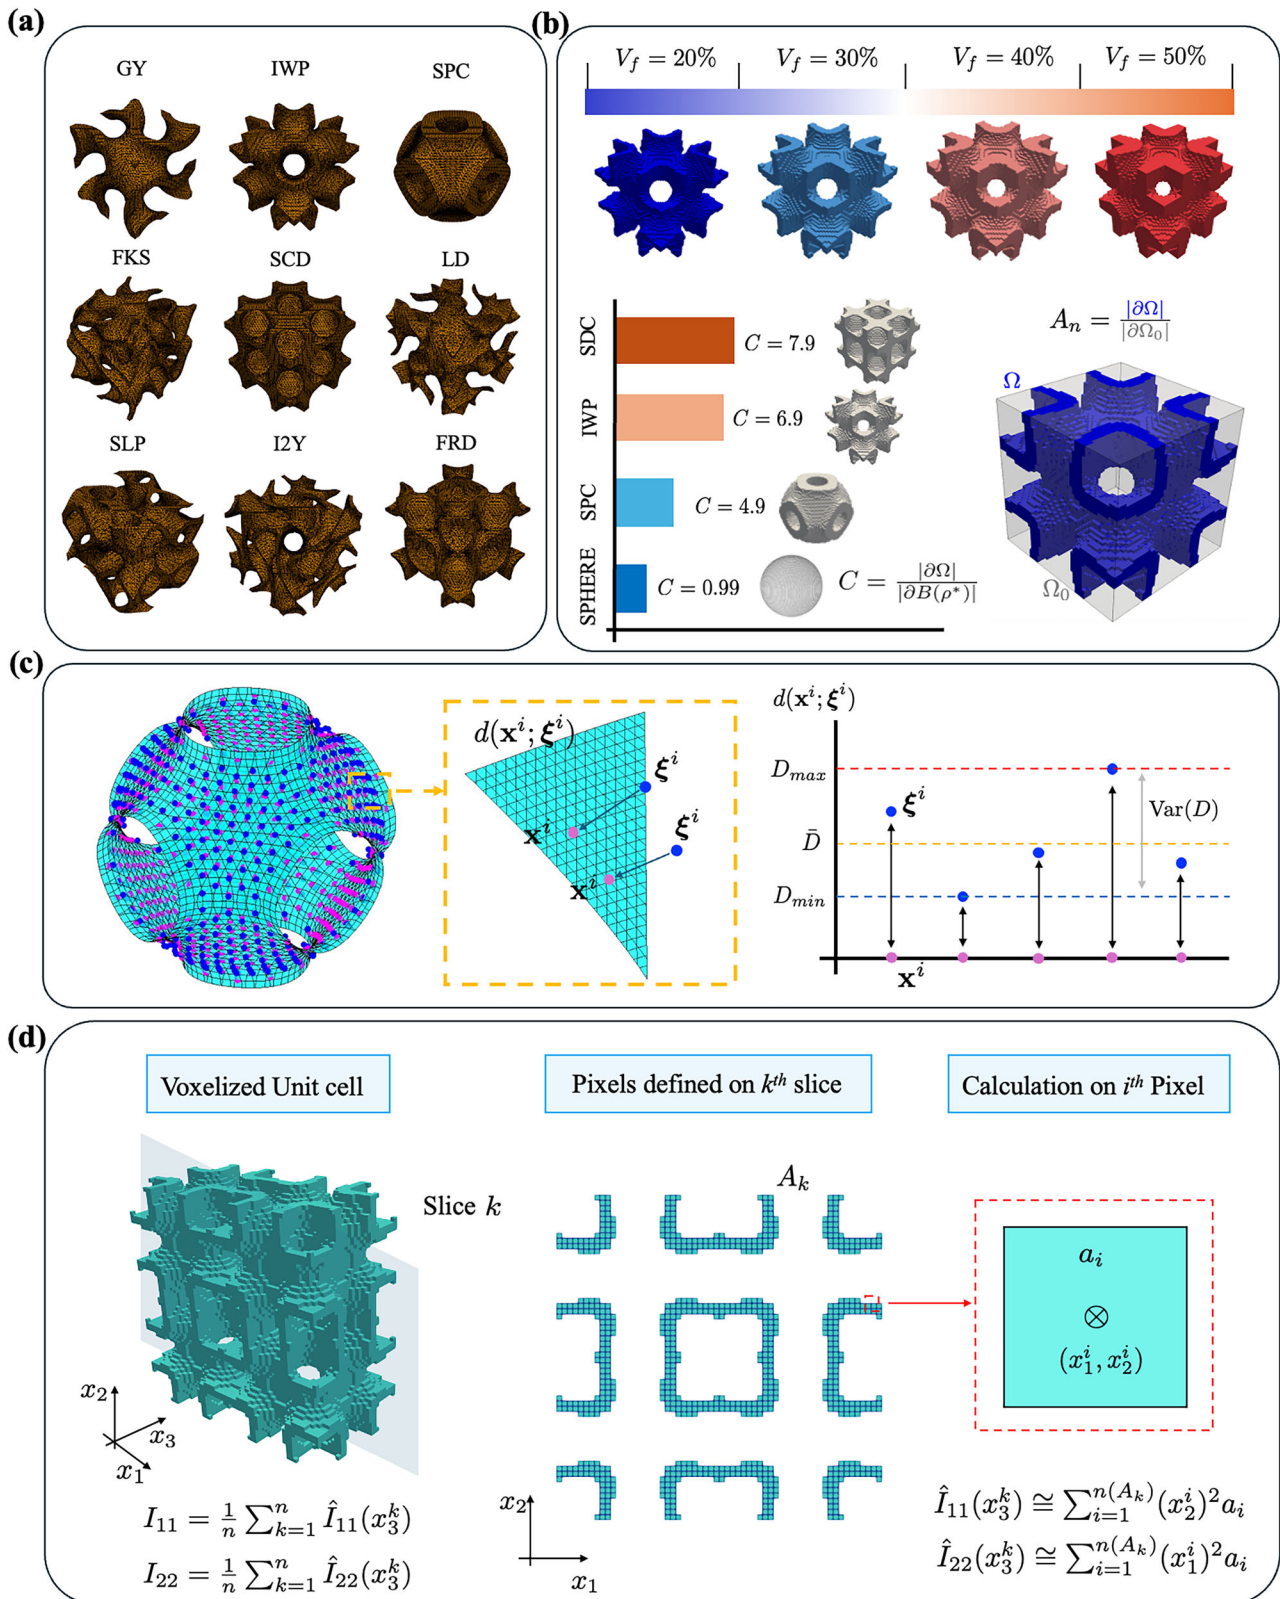 (a)
GY IWP SPC
FKS SCD LD
SLP I2Y FRD
(b)
V_f = 20% V_f = 30% V_f = 40% V_f = 50%
SDC C = 7.9
IWP C = 6.9
SPC C = 4.9
SPHERE C = 0.99
C = |∂Ω| / |∂B(ρ*)|
A_n = |∂Ω| / |∂Ω_0|
Ω
Ω_0
(c)
d(x^i; ξ^i)
ξ^i
ξ^i
x^i
x^i
d(x^i; ξ^i)
D_max
ξ^i
Var(D)
D̄
D_min
x^i
(d)
Voxelized Unit cell
Pixels defined on k^th slice
Calculation on i^th Pixel
Slice k
A_k
a_i
⊗
(x_1^i, x_2^i)
x_2
x_3
x_1
x_2
x_1
I_11 = 1/n ∑_{k=1}^n Î_11(x_3^k)
I_22 = 1/n ∑_{k=1}^n Î_22(x_3^k)
Î_11(x_3^k) ≅ ∑_{i=1}^{n(A_k)} (x_2^i)^2 a_i
Î_22(x_3^k) ≅ ∑_{i=1}^{n(A_k)} (x_1^i)^2 a_i